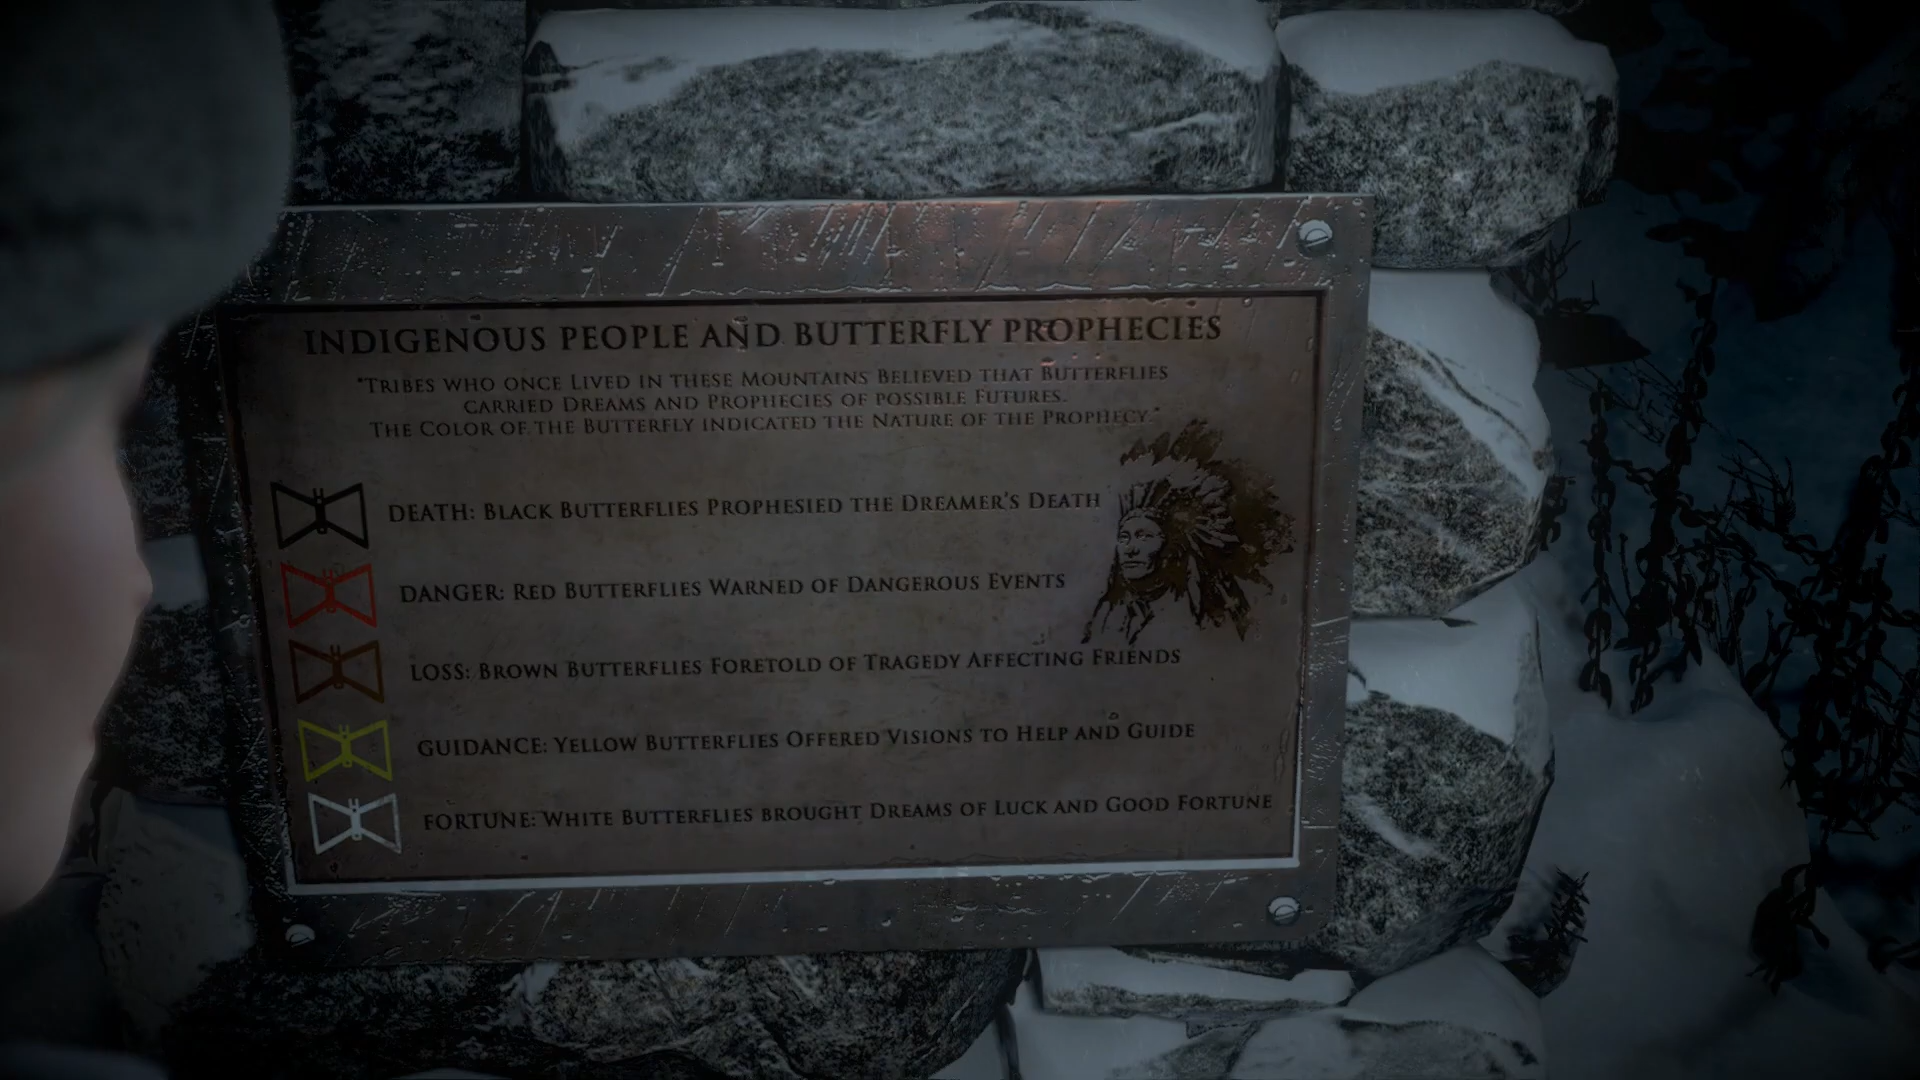 INDIGENOUS PEOPLE AND BUTTERFLY PROPHECIES
"TRIBES WHO ONCE LIVED IN THESE MOUNTAINS BELIEVED THAT BUTTERFLIES
CARRIED DREAMS AND PROPHECIES OF POSSIBLE FUTURES.
THE COLOR OF THE BUTTERFLY INDICATED THE NATURE OF THE PROPHECY."
DEATH: BLACK BUTTERFLIES PROPHESIED THE DREAMER'S DEATH
DANGER: RED BUTTERFLIES WARNED OF DANGEROUS EVENTS
LOSS: BROWN BUTTERFLIES FORETOLD OF TRAGEDY AFFECTING FRIENDS
GUIDANCE: YELLOW BUTTERFLIES OFFERED VISIONS TO HELP AND GUIDE
FORTUNE: WHITE BUTTERFLIES BROUGHT DREAMS OF LUCK AND GOOD FORTUNE